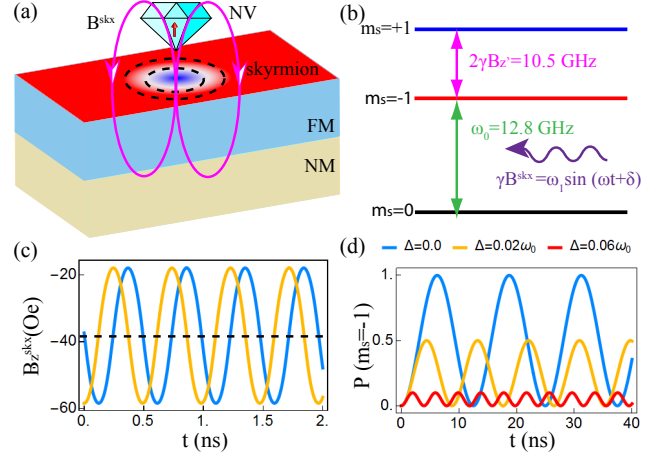 (a)
B^skx
NV
skyrmion
FM
NM
(b)
mₛ=+1
2γBz'=10.5 GHz
mₛ=-1
ω₀=12.8 GHz
γB^skx=ω₁sin (ωt+δ)
mₛ=0
(c)
B_z^skx(Oe)
−20
−40
−60
0.
0.5
1.
1.5
2.
t (ns)
(d)
Δ=0.0 Δ=0.02ω₀ Δ=0.06ω₀
P (mₛ=-1)
1.
0.5
0.
0 10 20 30 40
t (ns)